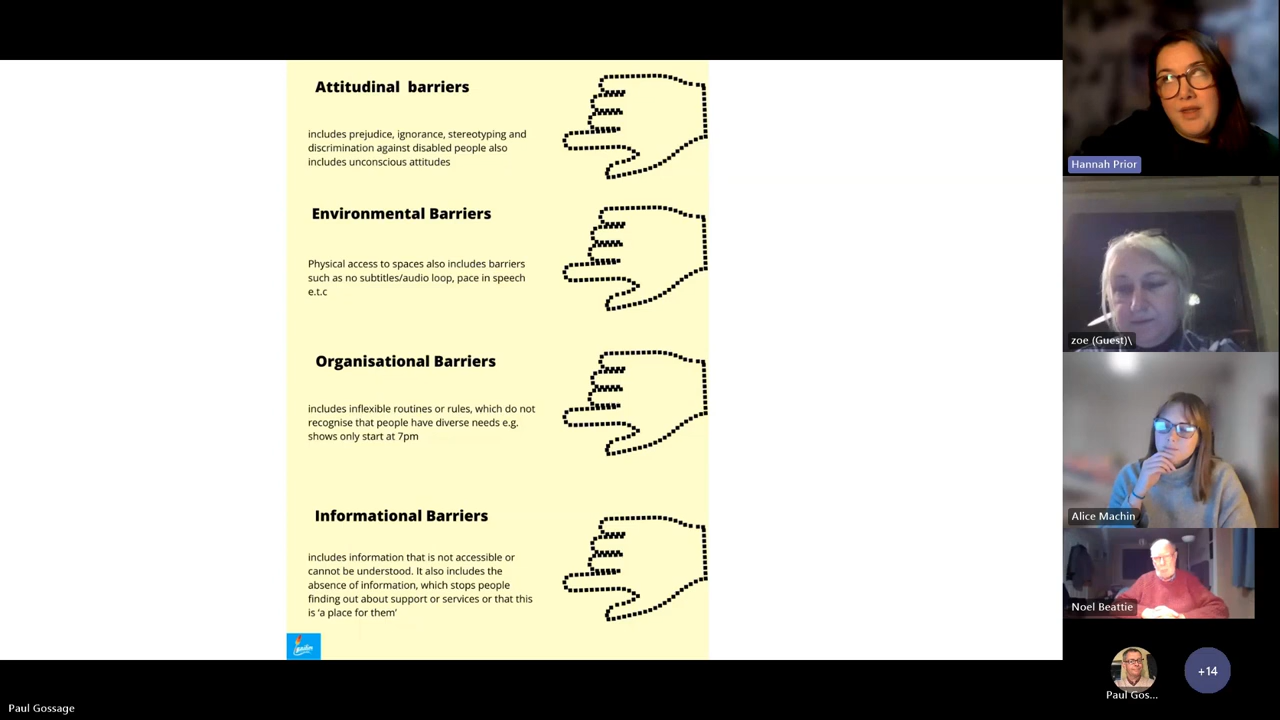 Attitudinal barriers
includes prejudice, ignorance, stereotyping and
discrimination against disabled people also
includes unconscious attitudes
Environmental Barriers
Physical access to spaces also includes barriers
such as no subtitles/audio loop, pace in speech
e.t.c
Organisational Barriers
includes inflexible routines or rules, which do not
recognise that people have diverse needs e.g.
shows only start at 7pm
Informational Barriers
includes information that is not accessible or
cannot be understood. It also includes the
absence of information, which stops people
finding out about support or services or that this
is ‘a place for them’
Hannah Prior
zoe (Guest)\
Alice Machin
Noel Beattie
Paul Gos...
+14
Paul Gossage